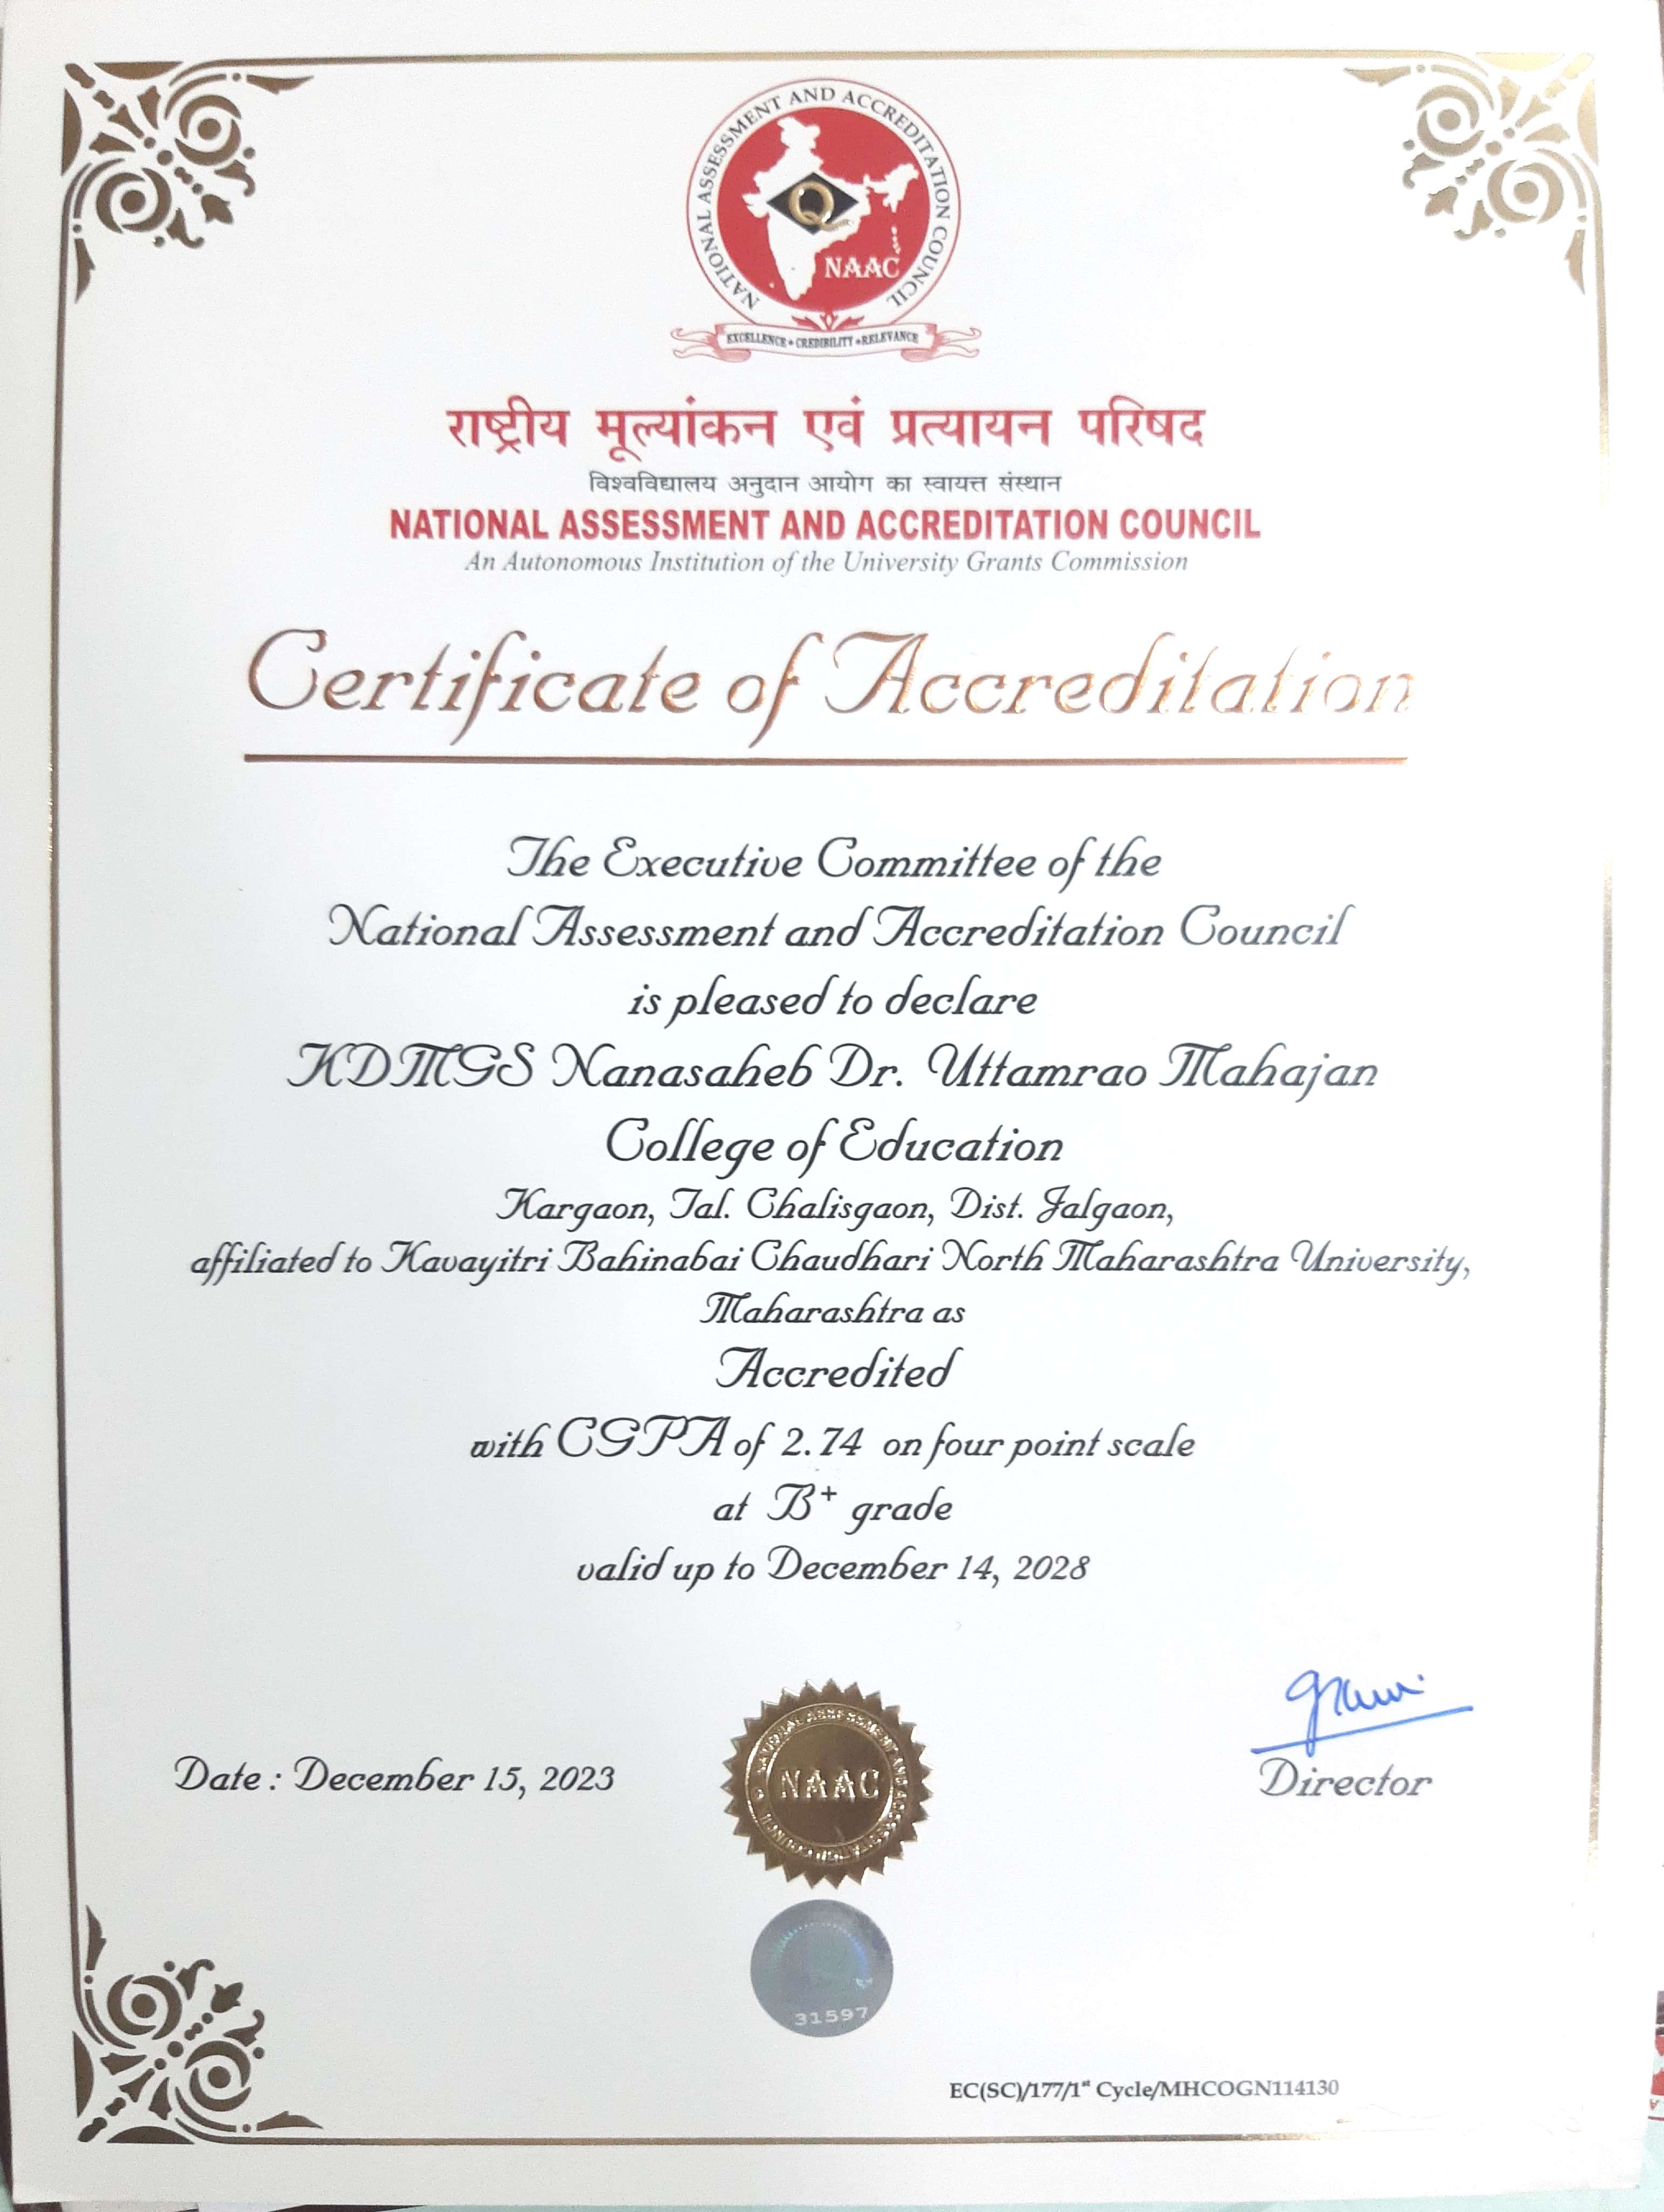 NATIONAL ASSESSMENT AND ACCREDITATION COUNCIL
Q
NAAC
EXCELLENCE • CREDIBILITY • RELEVANCE
राष्ट्रीय मूल्यांकन एवं प्रत्यायन परिषद
विश्वविद्यालय अनुदान आयोग का स्वायत्त संस्थान
NATIONAL ASSESSMENT AND ACCREDITATION COUNCIL
An Autonomous Institution of the University Grants Commission
Certificate of Accreditation
The Executive Committee of the
National Assessment and Accreditation Council
is pleased to declare
KDMGS Nanasaheb Dr. Uttamrao Mahajan
College of Education
Kargaon, Tal. Chalisgaon, Dist. Jalgaon,
affiliated to Kavayitri Bahinabai Chaudhari North Maharashtra University,
Maharashtra as
Accredited
with CGPA of 2.74 on four point scale
at B+ grade
valid up to December 14, 2028
Date : December 15, 2023
NATIONAL ASSESSMENT AND ACCREDITATION COUNCIL
NAAC
Director
31597
EC(SC)/177/1st Cycle/MHCOGN114130